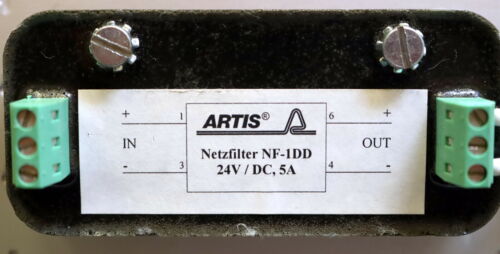 + 1 ARTIS® 6 +
IN OUT
Netzfilter NF-1DD
- 3 4 -
24V / DC, 5A